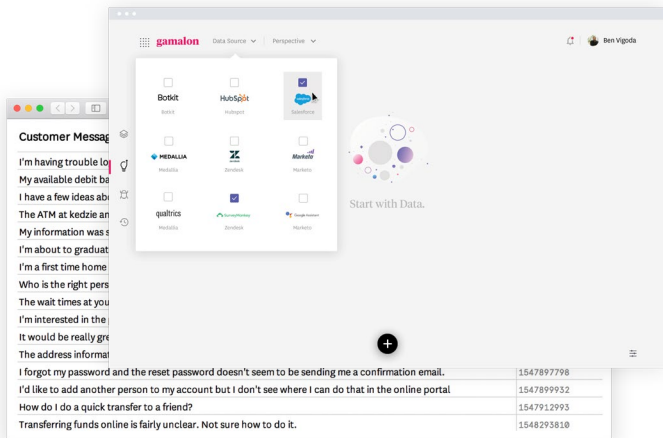 gamalon Data Source Perspective Ben Vigoda
Botkit HubSpot salesforce
Botkit Hubspot Salesforce
MEDALLIA zendesk Marketo
Medallia Zendesk Marketo
qualtrics SurveyMonkey Google Assistant
Medallia Zendesk Marketo
Start with Data.
Customer Messag
I'm having trouble lo
My available debit ba
I have a few ideas abo
The ATM at kedzie an
My information was s
I'm about to graduat
I'm a first time home
Who is the right pers
The wait times at you
I'm interested in the
It would be really gre
The address informat
I forgot my password and the reset password doesn't seem to be sending me a confirmation email. 1547897798
I'd like to add another person to my account but I don't see where I can do that in the online portal 1547899932
How do I do a quick transfer to a friend? 1547912993
Transferring funds online is fairly unclear. Not sure how to do it. 1548293810